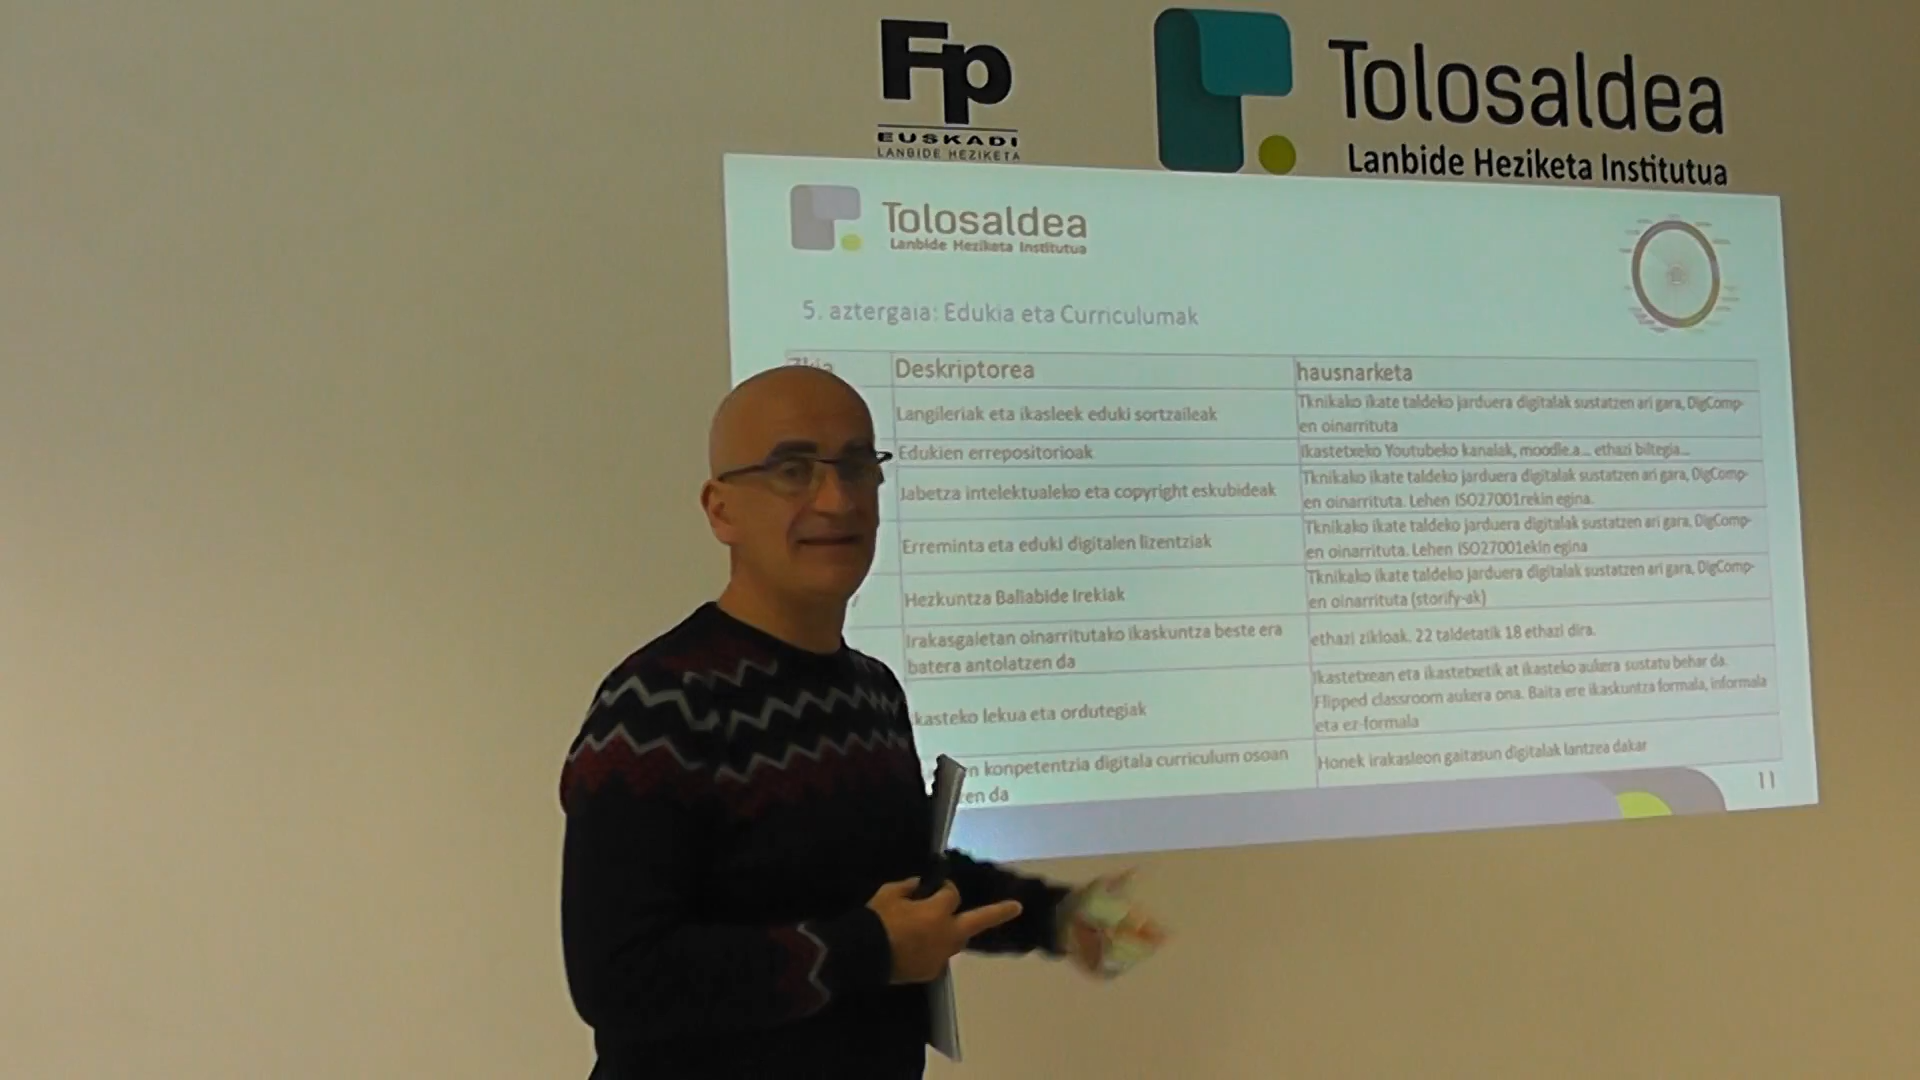 Fp
EUSKADI
LANBIDE HEZIKETA
Tolosaldea
Lanbide Heziketa Institutua
Tolosaldea
Lanbide Heziketa Institutua
5. aztergaia: Edukia eta Curriculumak
Deskriptorea
hausnarketa
Langileriak eta ikasleek eduki sortzaileak
Tknikako ikate taldeko jarduera digitalak sustatzen ari gara, DigComp-
en oinarrituta
Edukien errepositorioak
Ikastetxeko Youtubeko kanalak, moodle.a... ethazi biltegia...
Jabetza intelektualeko eta copyright eskubideak
Tknikako ikate taldeko jarduera digitalak sustatzen ari gara, DigComp-
en oinarrituta. Lehen ISO27001rekin egina.
Erreminta eta eduki digitalen lizentziak
Tknikako ikate taldeko jarduera digitalak sustatzen ari gara, DigComp-
en oinarrituta. Lehen ISO27001ekin egina
Hezkuntza Baliabide Irekiak
Tknikako ikate taldeko jarduera digitalak sustatzen ari gara, DigComp-
en oinarrituta (storify-ak)
Irakasgaietan oinarritutako ikaskuntza beste era
batera antolatzen da
ethazi zikloak. 22 taldetatik 18 ethazi dira.
kasteko lekua eta ordutegiak
Ikastetxean eta ikastetxetik at ikasteko aukera sustatu behar da.
Flipped classroom aukera ona. Baita ere ikaskuntza formala, informala
eta ez-formala
konpetentzia digitala curriculum osoan
en da
Honek irakasleon gaitasun digitalak lantzea dakar
11